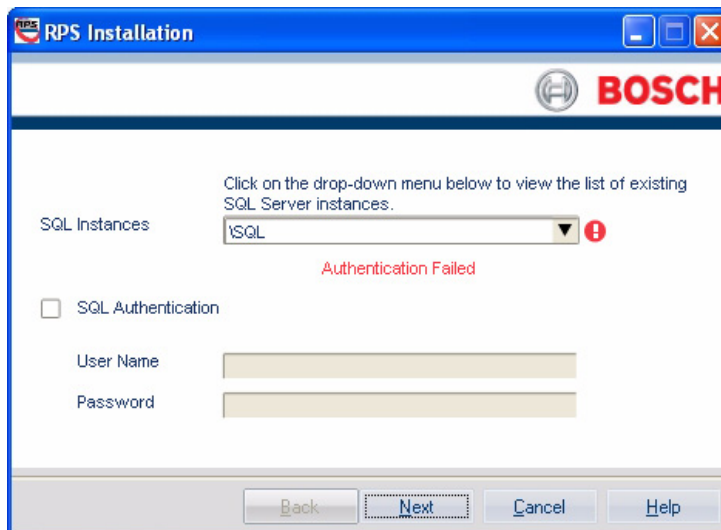 RPS RPS Installation
BOSCH
Click on the drop-down menu below to view the list of existing
SQL Server instances.
SQL Instances
\SQL
Authentication Failed
SQL Authentication
User Name
Password
Back Next Cancel Help